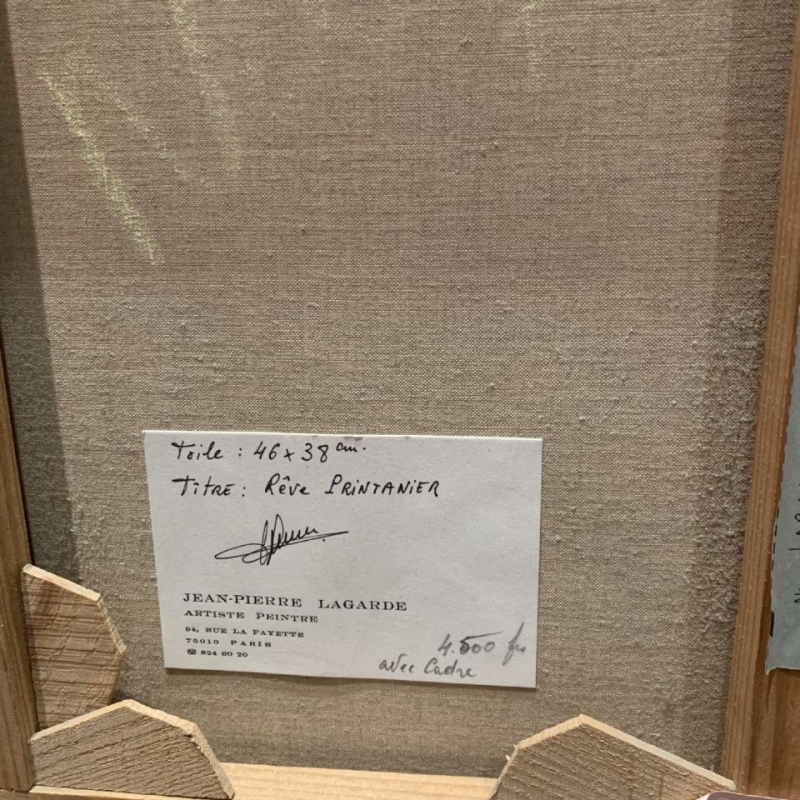 Toile : 46 x 38 cm.
Titre : Rêve PRINTANIER
JEAN-PIERRE LAGARDE
ARTISTE PEINTRE
94, RUE LA FAYETTE
75010 PARIS
☎ 824 60 20
4.500 frs
avec Cadre